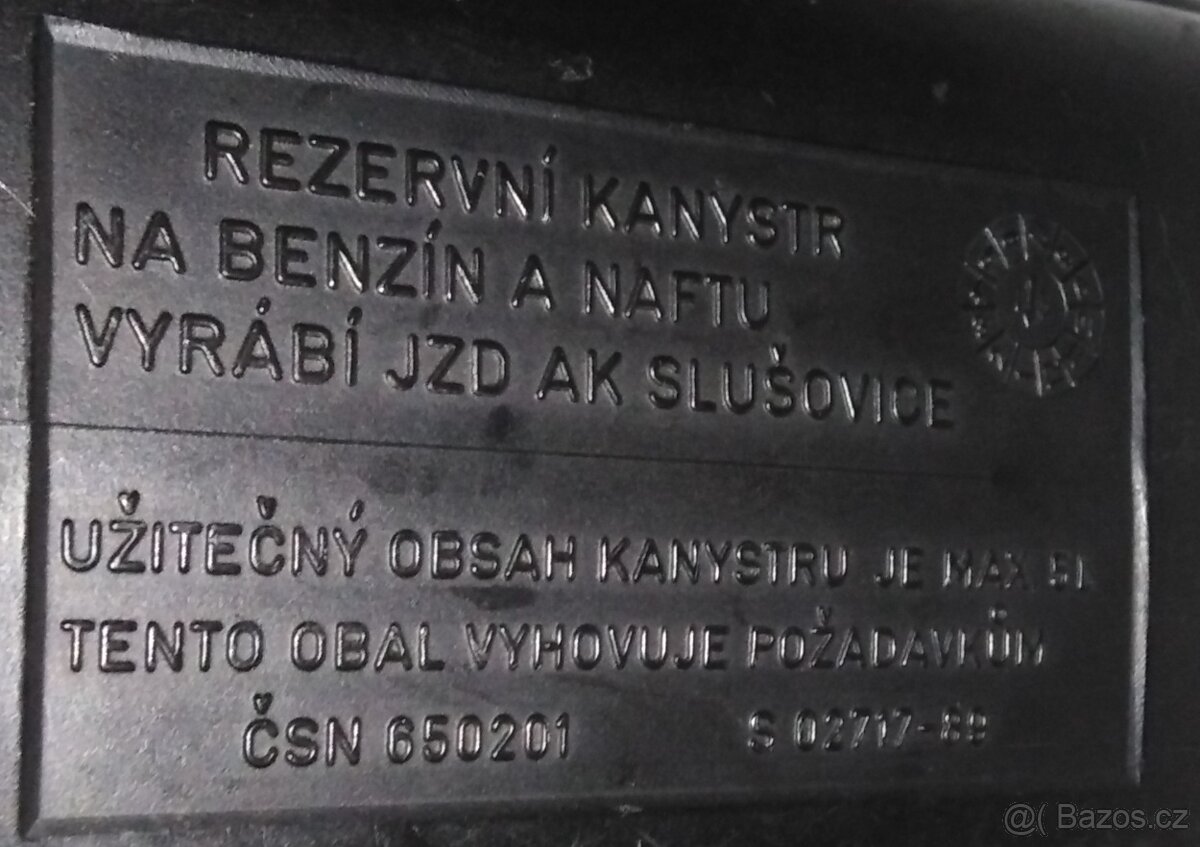 REZERVNÍ KANYSTR
NA BENZÍN A NAFTU
VYRÁBÍ JZD AK SLUŠOVICE
UŽITEČNÝ OBSAH KANYSTRU JE MAX 5L
TENTO OBAL VYHOVUJE POŽADAVKŮM
ČSN 650201 S 02717-89
@( Bazos.cz